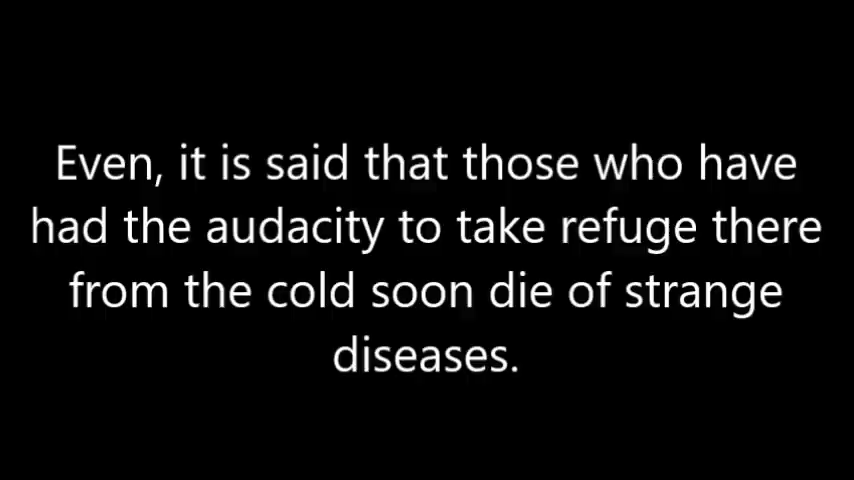 Even, it is said that those who have
had the audacity to take refuge there
from the cold soon die of strange
diseases.